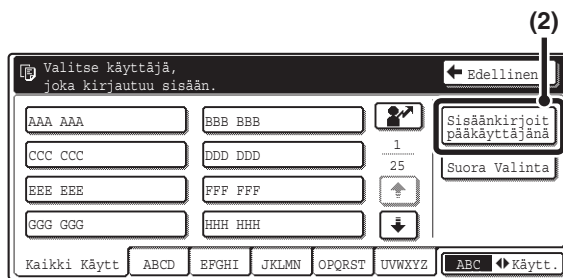 (2)
Valitse käyttäjä,
joka kirjautuu sisään.
Edellinen
AAA AAA
BBB BBB
Sisäänkirjoit
pääkäyttäjänä
CCC CCC
DDD DDD
1
25
Suora Valinta
EEE EEE
FFF FFF
GGG GGG
HHH HHH
Kaikki Käytt
ABCD
EFGHI
JKLMN
OPQRST
UVWXYZ
ABC
Käytt.